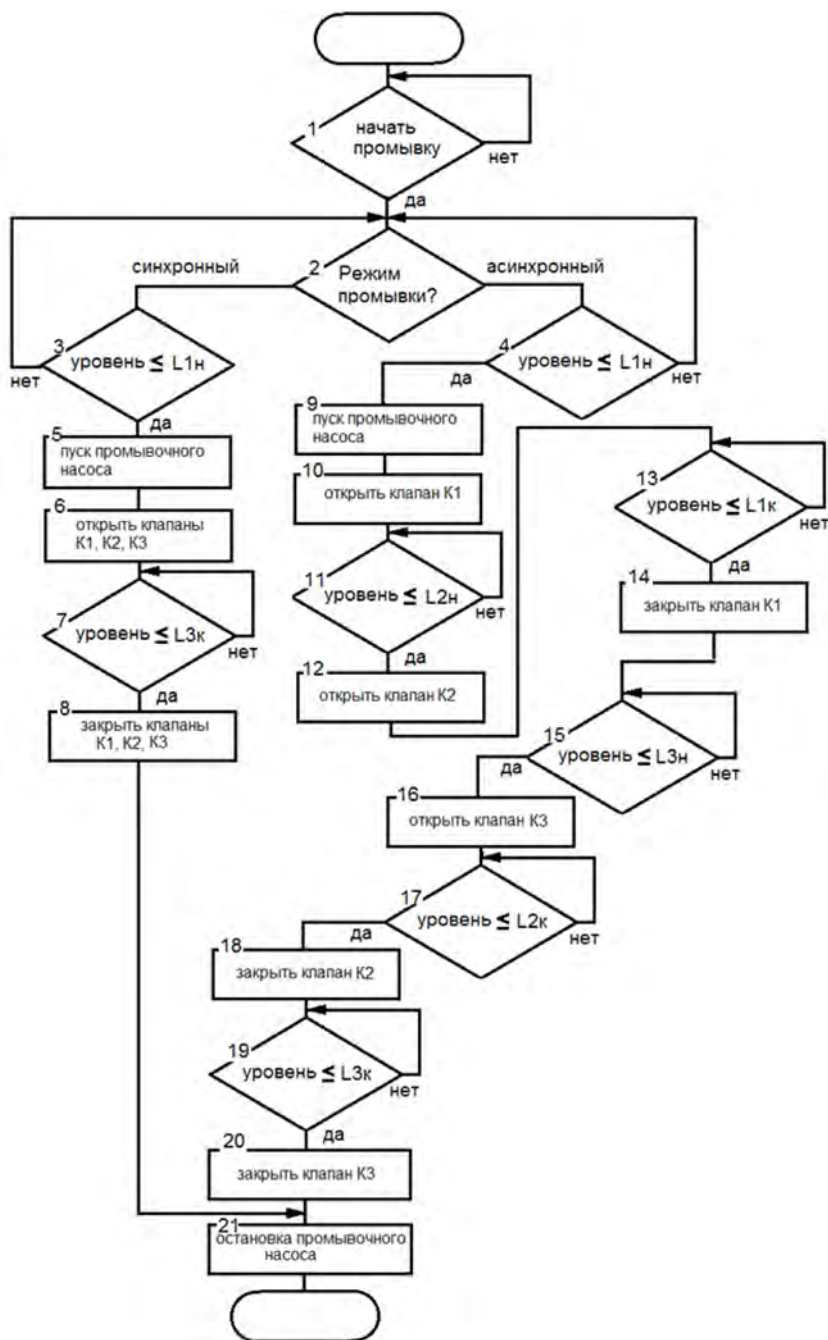 1
начать
промывку
нет
да
синхронный
2
Режим
промывки?
асинхронный
3
уровень ≤ L1н
нет
да
4
уровень ≤ L1н
нет
да
5
пуск промывочного
насоса
6
открыть клапаны
К1, К2, К3
7
уровень ≤ L3к
нет
да
8
закрыть клапаны
К1, К2, К3
9
пуск промывочного
насоса
10
открыть клапан К1
11
уровень ≤ L2н
нет
да
12
открыть клапан К2
13
уровень ≤ L1к
нет
да
14
закрыть клапан К1
15
уровень ≤ L3н
нет
да
16
открыть клапан К3
17
уровень ≤ L2к
нет
да
18
закрыть клапан К2
19
уровень ≤ L3к
нет
да
20
закрыть клапан К3
21
остановка промывочного
насоса